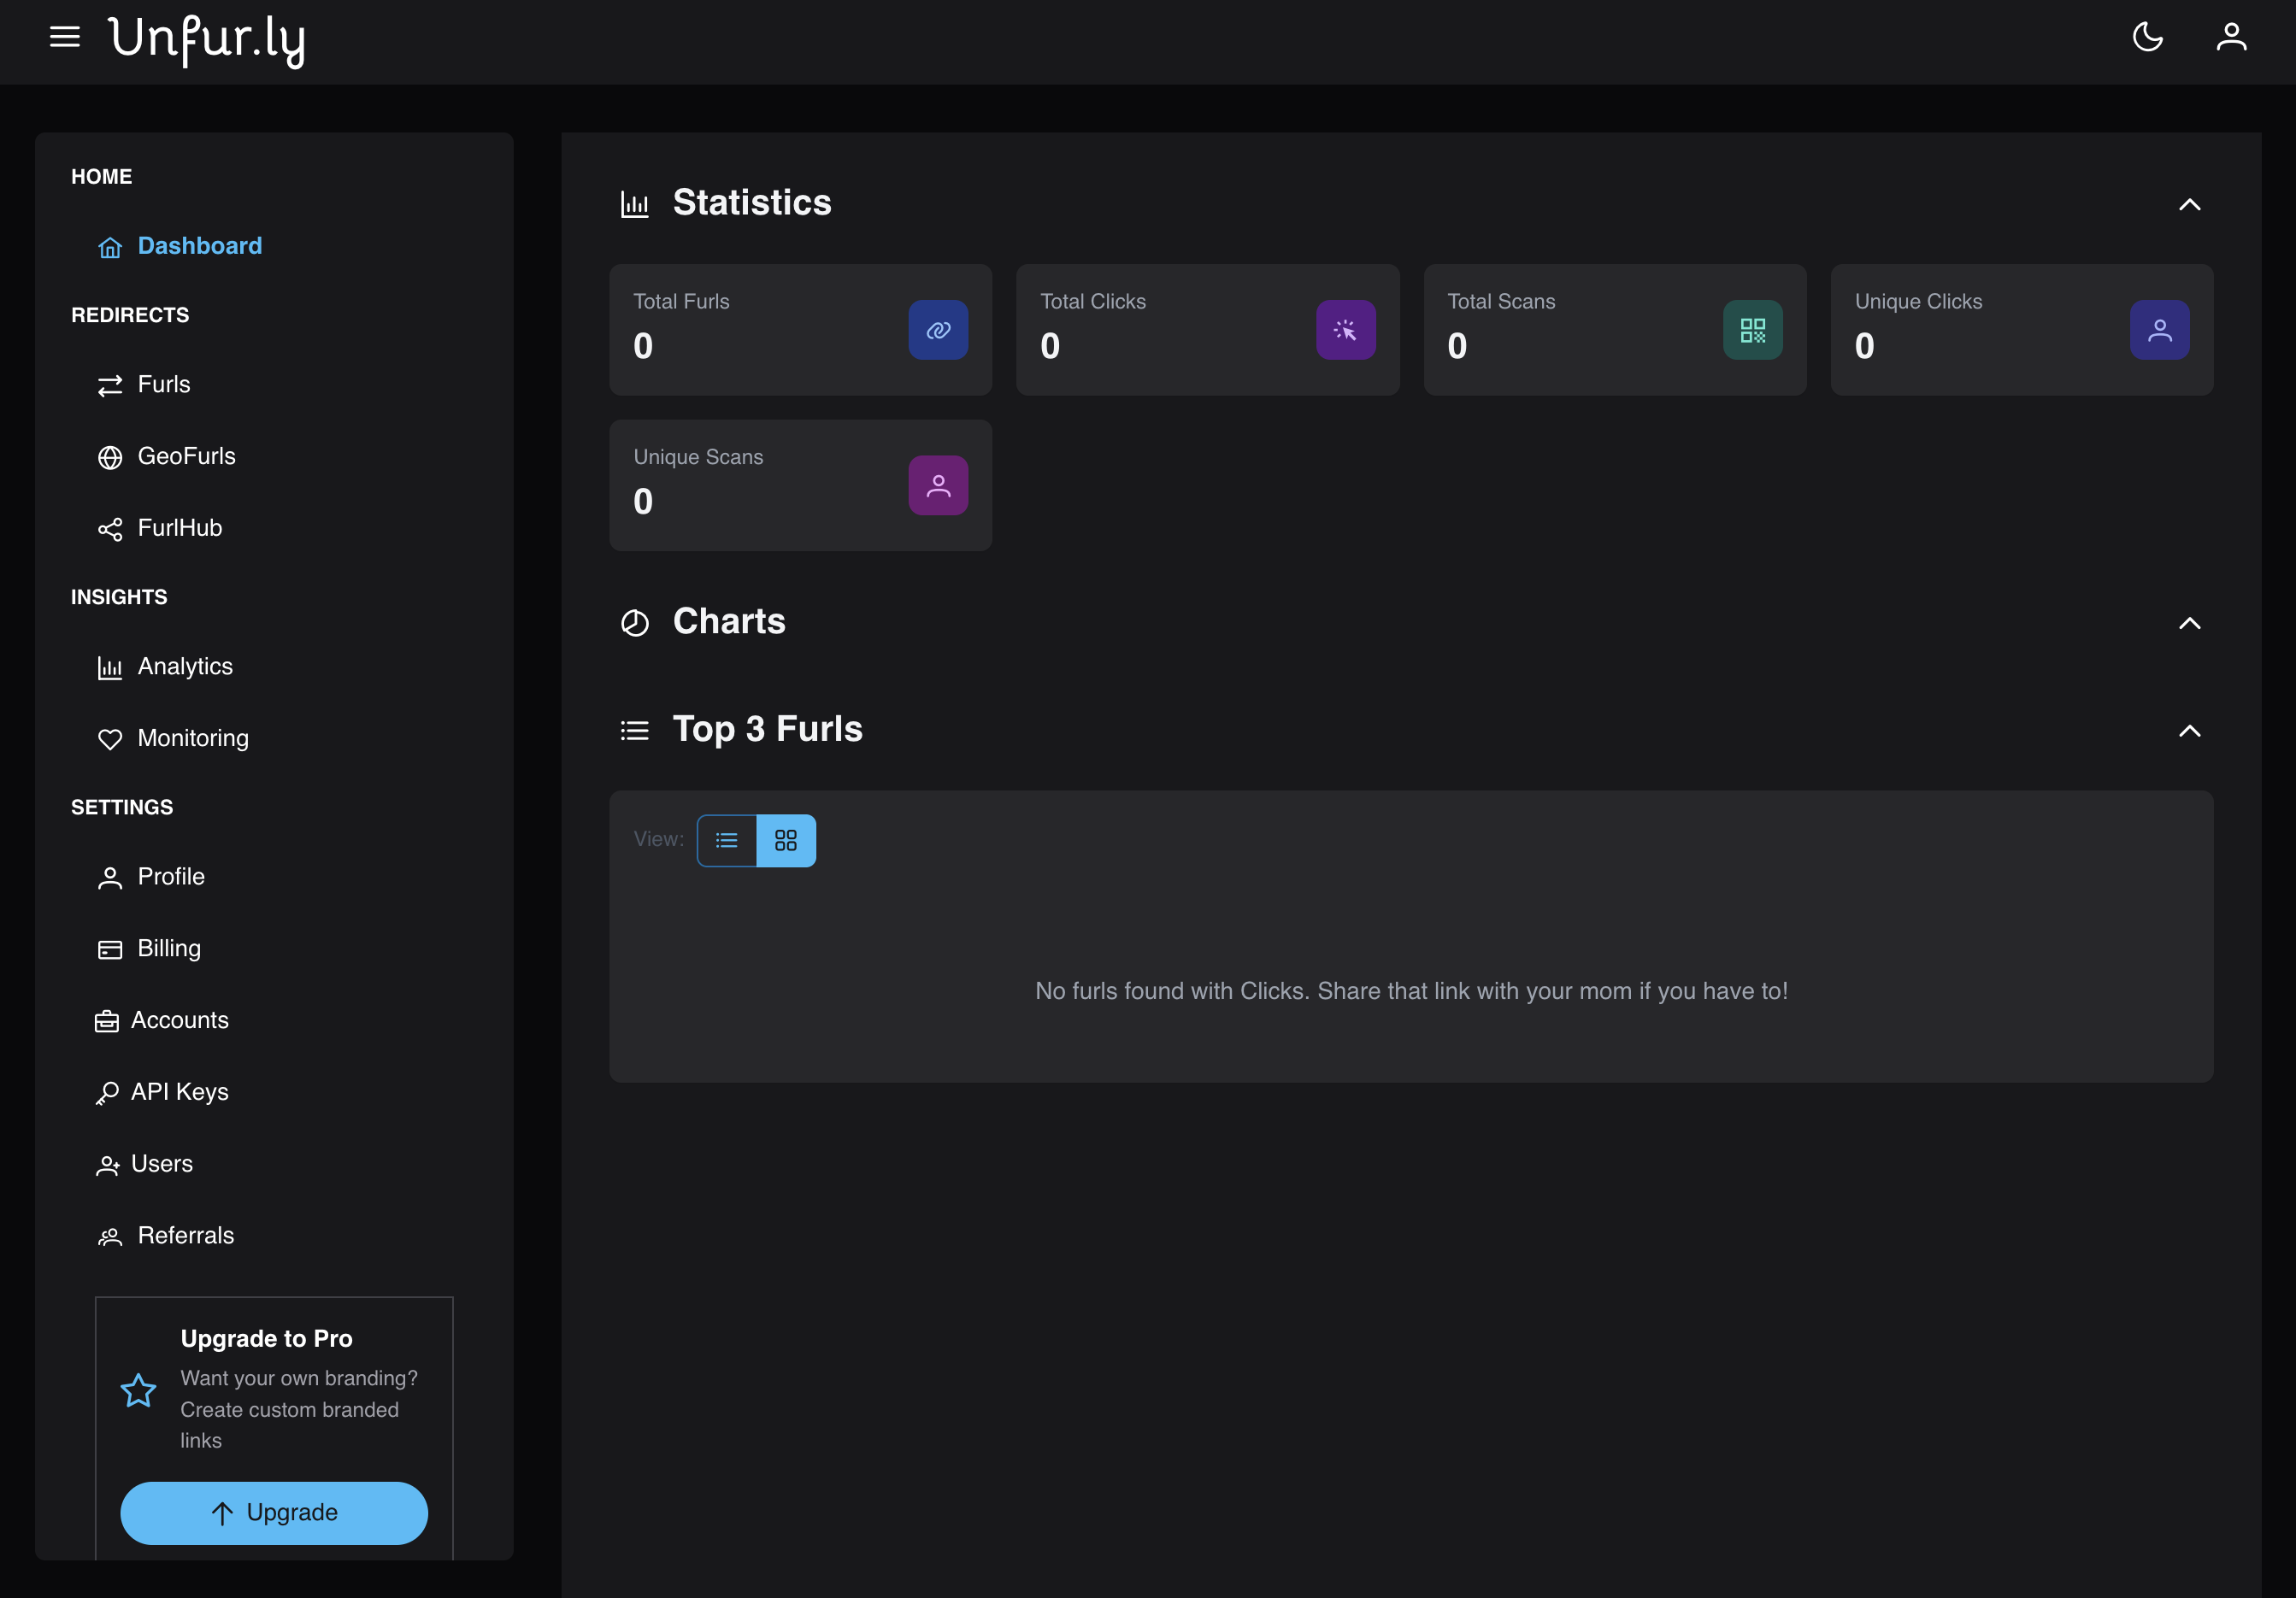 Unfur.ly
HOME
Dashboard
REDIRECTS
Furls
GeoFurls
FurlHub
INSIGHTS
Analytics
Monitoring
SETTINGS
Profile
Billing
Accounts
API Keys
Users
Referrals
Upgrade to Pro
Want your own branding?
Create custom branded
links
Upgrade
Statistics
Total Furls
0
Total Clicks
0
Total Scans
0
Unique Clicks
0
Unique Scans
0
Charts
Top 3 Furls
View:
No furls found with Clicks. Share that link with your mom if you have to!